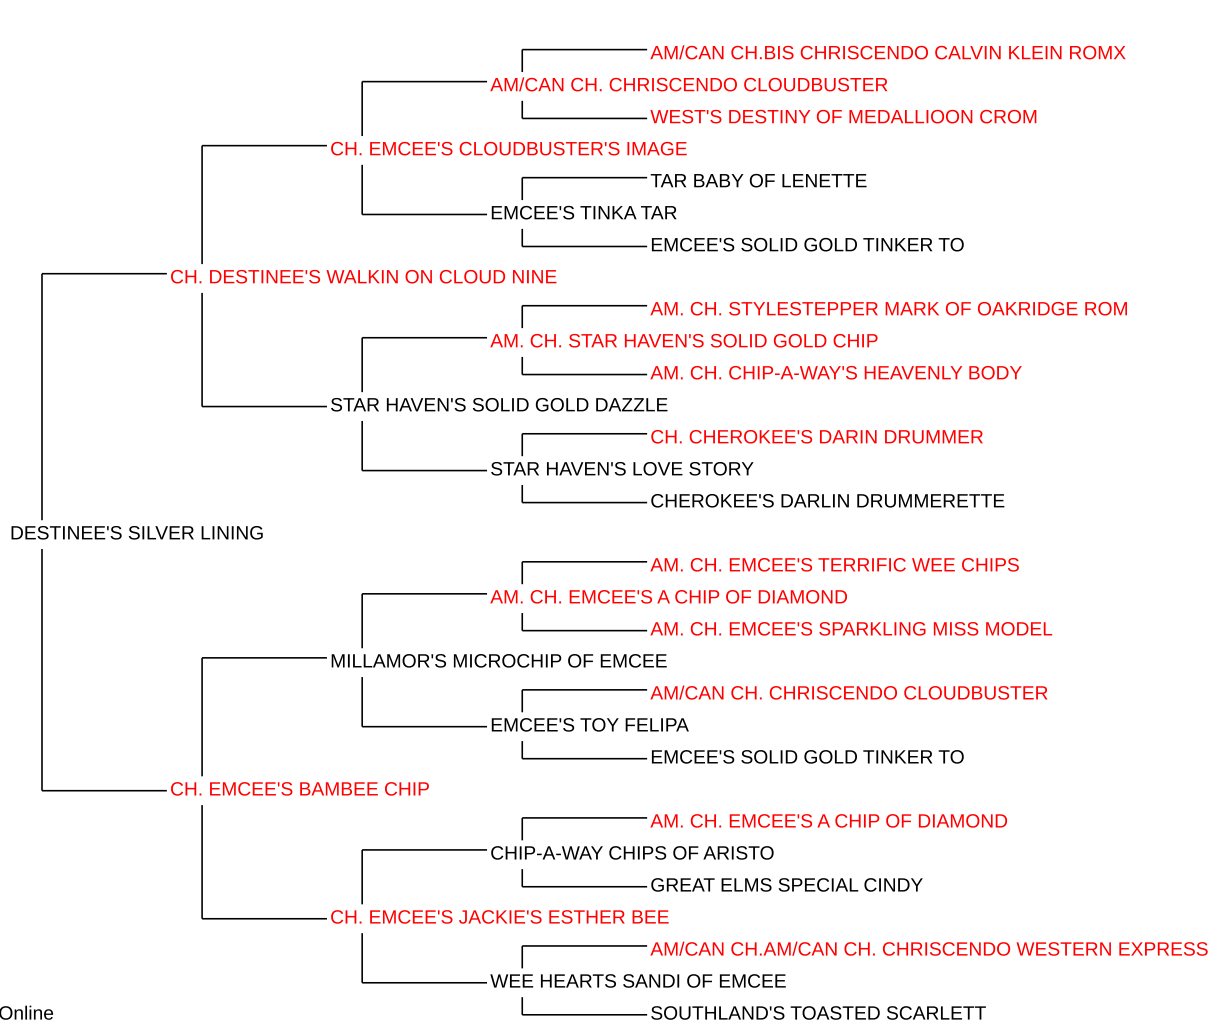 AM/CAN CH.BIS CHRISCENDO CALVIN KLEIN ROMX
AM/CAN CH. CHRISCENDO CLOUDBUSTER
WEST'S DESTINY OF MEDALLIOON CROM
CH. EMCEE'S CLOUDBUSTER'S IMAGE
TAR BABY OF LENETTE
EMCEE'S TINKA TAR
EMCEE'S SOLID GOLD TINKER TO
CH. DESTINEE'S WALKIN ON CLOUD NINE
AM. CH. STYLESTEPPER MARK OF OAKRIDGE ROM
AM. CH. STAR HAVEN'S SOLID GOLD CHIP
AM. CH. CHIP-A-WAY'S HEAVENLY BODY
STAR HAVEN'S SOLID GOLD DAZZLE
CH. CHEROKEE'S DARIN DRUMMER
STAR HAVEN'S LOVE STORY
CHEROKEE'S DARLIN DRUMMERETTE
DESTINEE'S SILVER LINING
AM. CH. EMCEE'S TERRIFIC WEE CHIPS
AM. CH. EMCEE'S A CHIP OF DIAMOND
AM. CH. EMCEE'S SPARKLING MISS MODEL
MILLAMOR'S MICROCHIP OF EMCEE
AM/CAN CH. CHRISCENDO CLOUDBUSTER
EMCEE'S TOY FELIPA
EMCEE'S SOLID GOLD TINKER TO
CH. EMCEE'S BAMBEE CHIP
AM. CH. EMCEE'S A CHIP OF DIAMOND
CHIP-A-WAY CHIPS OF ARISTO
GREAT ELMS SPECIAL CINDY
CH. EMCEE'S JACKIE'S ESTHER BEE
AM/CAN CH.AM/CAN CH. CHRISCENDO WESTERN EXPRESS
WEE HEARTS SANDI OF EMCEE
SOUTHLAND'S TOASTED SCARLETT
Online